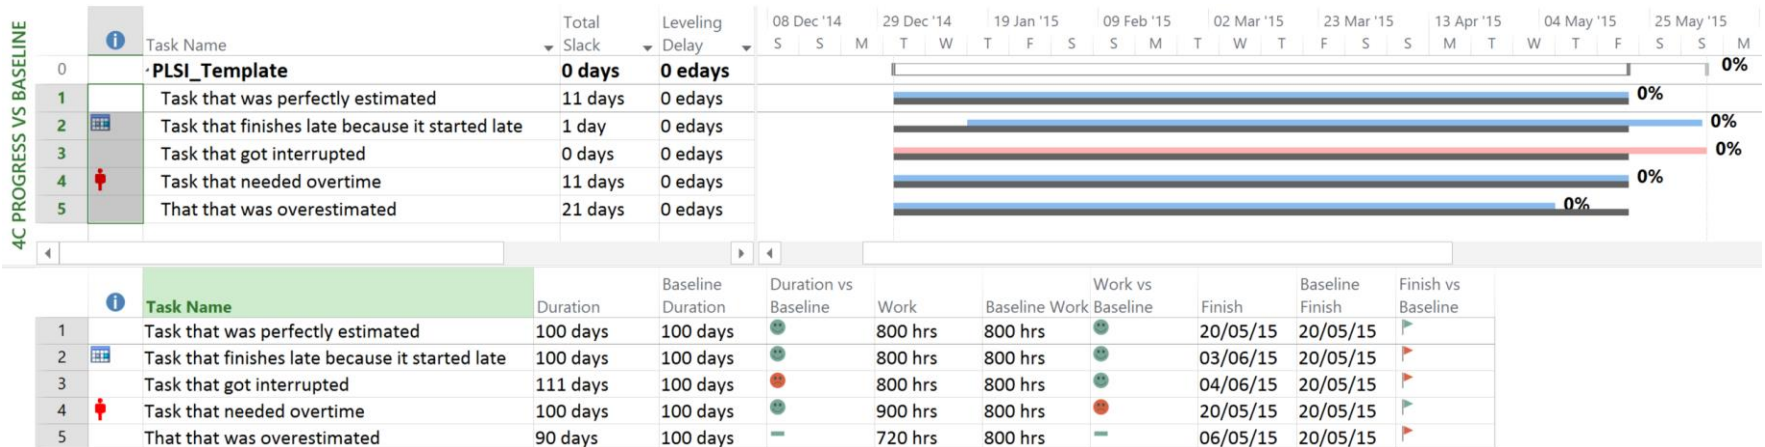 4C PROGRESS VS BASELINE
Total Leveling 08 Dec '14 29 Dec '14 19 Jan '15 09 Feb '15 02 Mar '15 23 Mar '15 13 Apr '15 04 May '15 25 May '15
Task Name Slack Delay S S M T W T F S S M T W T F S S M T W T F S S M
0 PLSI_Template 0 days 0 edays 0%
1 Task that was perfectly estimated 11 days 0 edays 0%
2 Task that finishes late because it started late 1 day 0 edays 0%
3 Task that got interrupted 0 days 0 edays 0%
4 Task that needed overtime 11 days 0 edays 0%
5 That that was overestimated 21 days 0 edays 0%
Baseline Duration vs Work vs Baseline Finish vs
Task Name Duration Duration Baseline Work Baseline Work Baseline Finish Finish Baseline
1 Task that was perfectly estimated 100 days 100 days 800 hrs 800 hrs 20/05/15 20/05/15
2 Task that finishes late because it started late 100 days 100 days 800 hrs 800 hrs 03/06/15 20/05/15
3 Task that got interrupted 111 days 100 days 800 hrs 800 hrs 04/06/15 20/05/15
4 Task that needed overtime 100 days 100 days 900 hrs 800 hrs 20/05/15 20/05/15
5 That that was overestimated 90 days 100 days 720 hrs 800 hrs 06/05/15 20/05/15